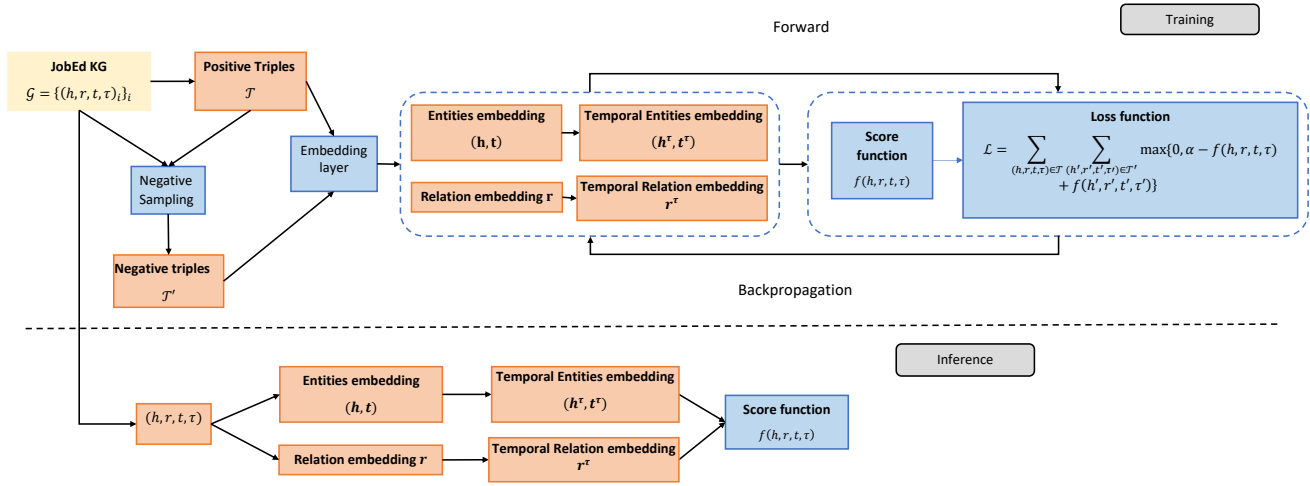 Forward
Training
JobEd KG
𝒢 = {(h, r, t, τ)ᵢ}ᵢ
Positive Triples
𝒯
Negative
Sampling
Negative triples
𝒯′
Embedding
layer
Entities embedding
(h, t)
Temporal Entities embedding
(h^τ, t^τ)
Relation embedding r
Temporal Relation embedding
r^τ
Score
function
f(h, r, t, τ)
Loss function
ℒ = ∑_{(h,r,t,τ)∈𝒯} ∑_{(h′,r′,t′,τ′)∈𝒯′} max{0, α − f(h, r, t, τ)
+ f(h′, r′, t′, τ′)}
Backpropagation
Inference
(h, r, t, τ)
Entities embedding
(h, t)
Temporal Entities embedding
(h^τ, t^τ)
Relation embedding r
Temporal Relation embedding
r^τ
Score function
f(h, r, t, τ)